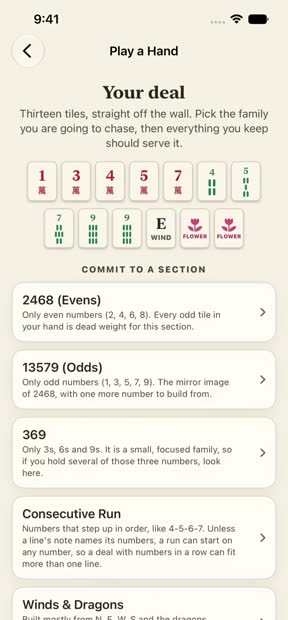 9:41
Play a Hand
Your deal
Thirteen tiles, straight off the wall. Pick the family
you are going to chase, then everything you keep
should serve it.
1 3 4 5 7 4 5
萬 萬 萬 萬 萬
7 9 9 E
WIND FLOWER FLOWER
COMMIT TO A SECTION
2468 (Evens)
Only even numbers (2, 4, 6, 8). Every odd tile in
your hand is dead weight for this section.
13579 (Odds)
Only odd numbers (1, 3, 5, 7, 9). The mirror image
of 2468, with one more number to build from.
369
Only 3s, 6s and 9s. It is a small, focused family, so
if you hold several of those three numbers, look
here.
Consecutive Run
Numbers that step up in order, like 4-5-6-7. Unless
a line's note names its numbers, a run can start on
any number, so a deal with numbers in a row can fit
more than one line.
Winds & Dragons
Built mostly from N, E, W, S and the dragons